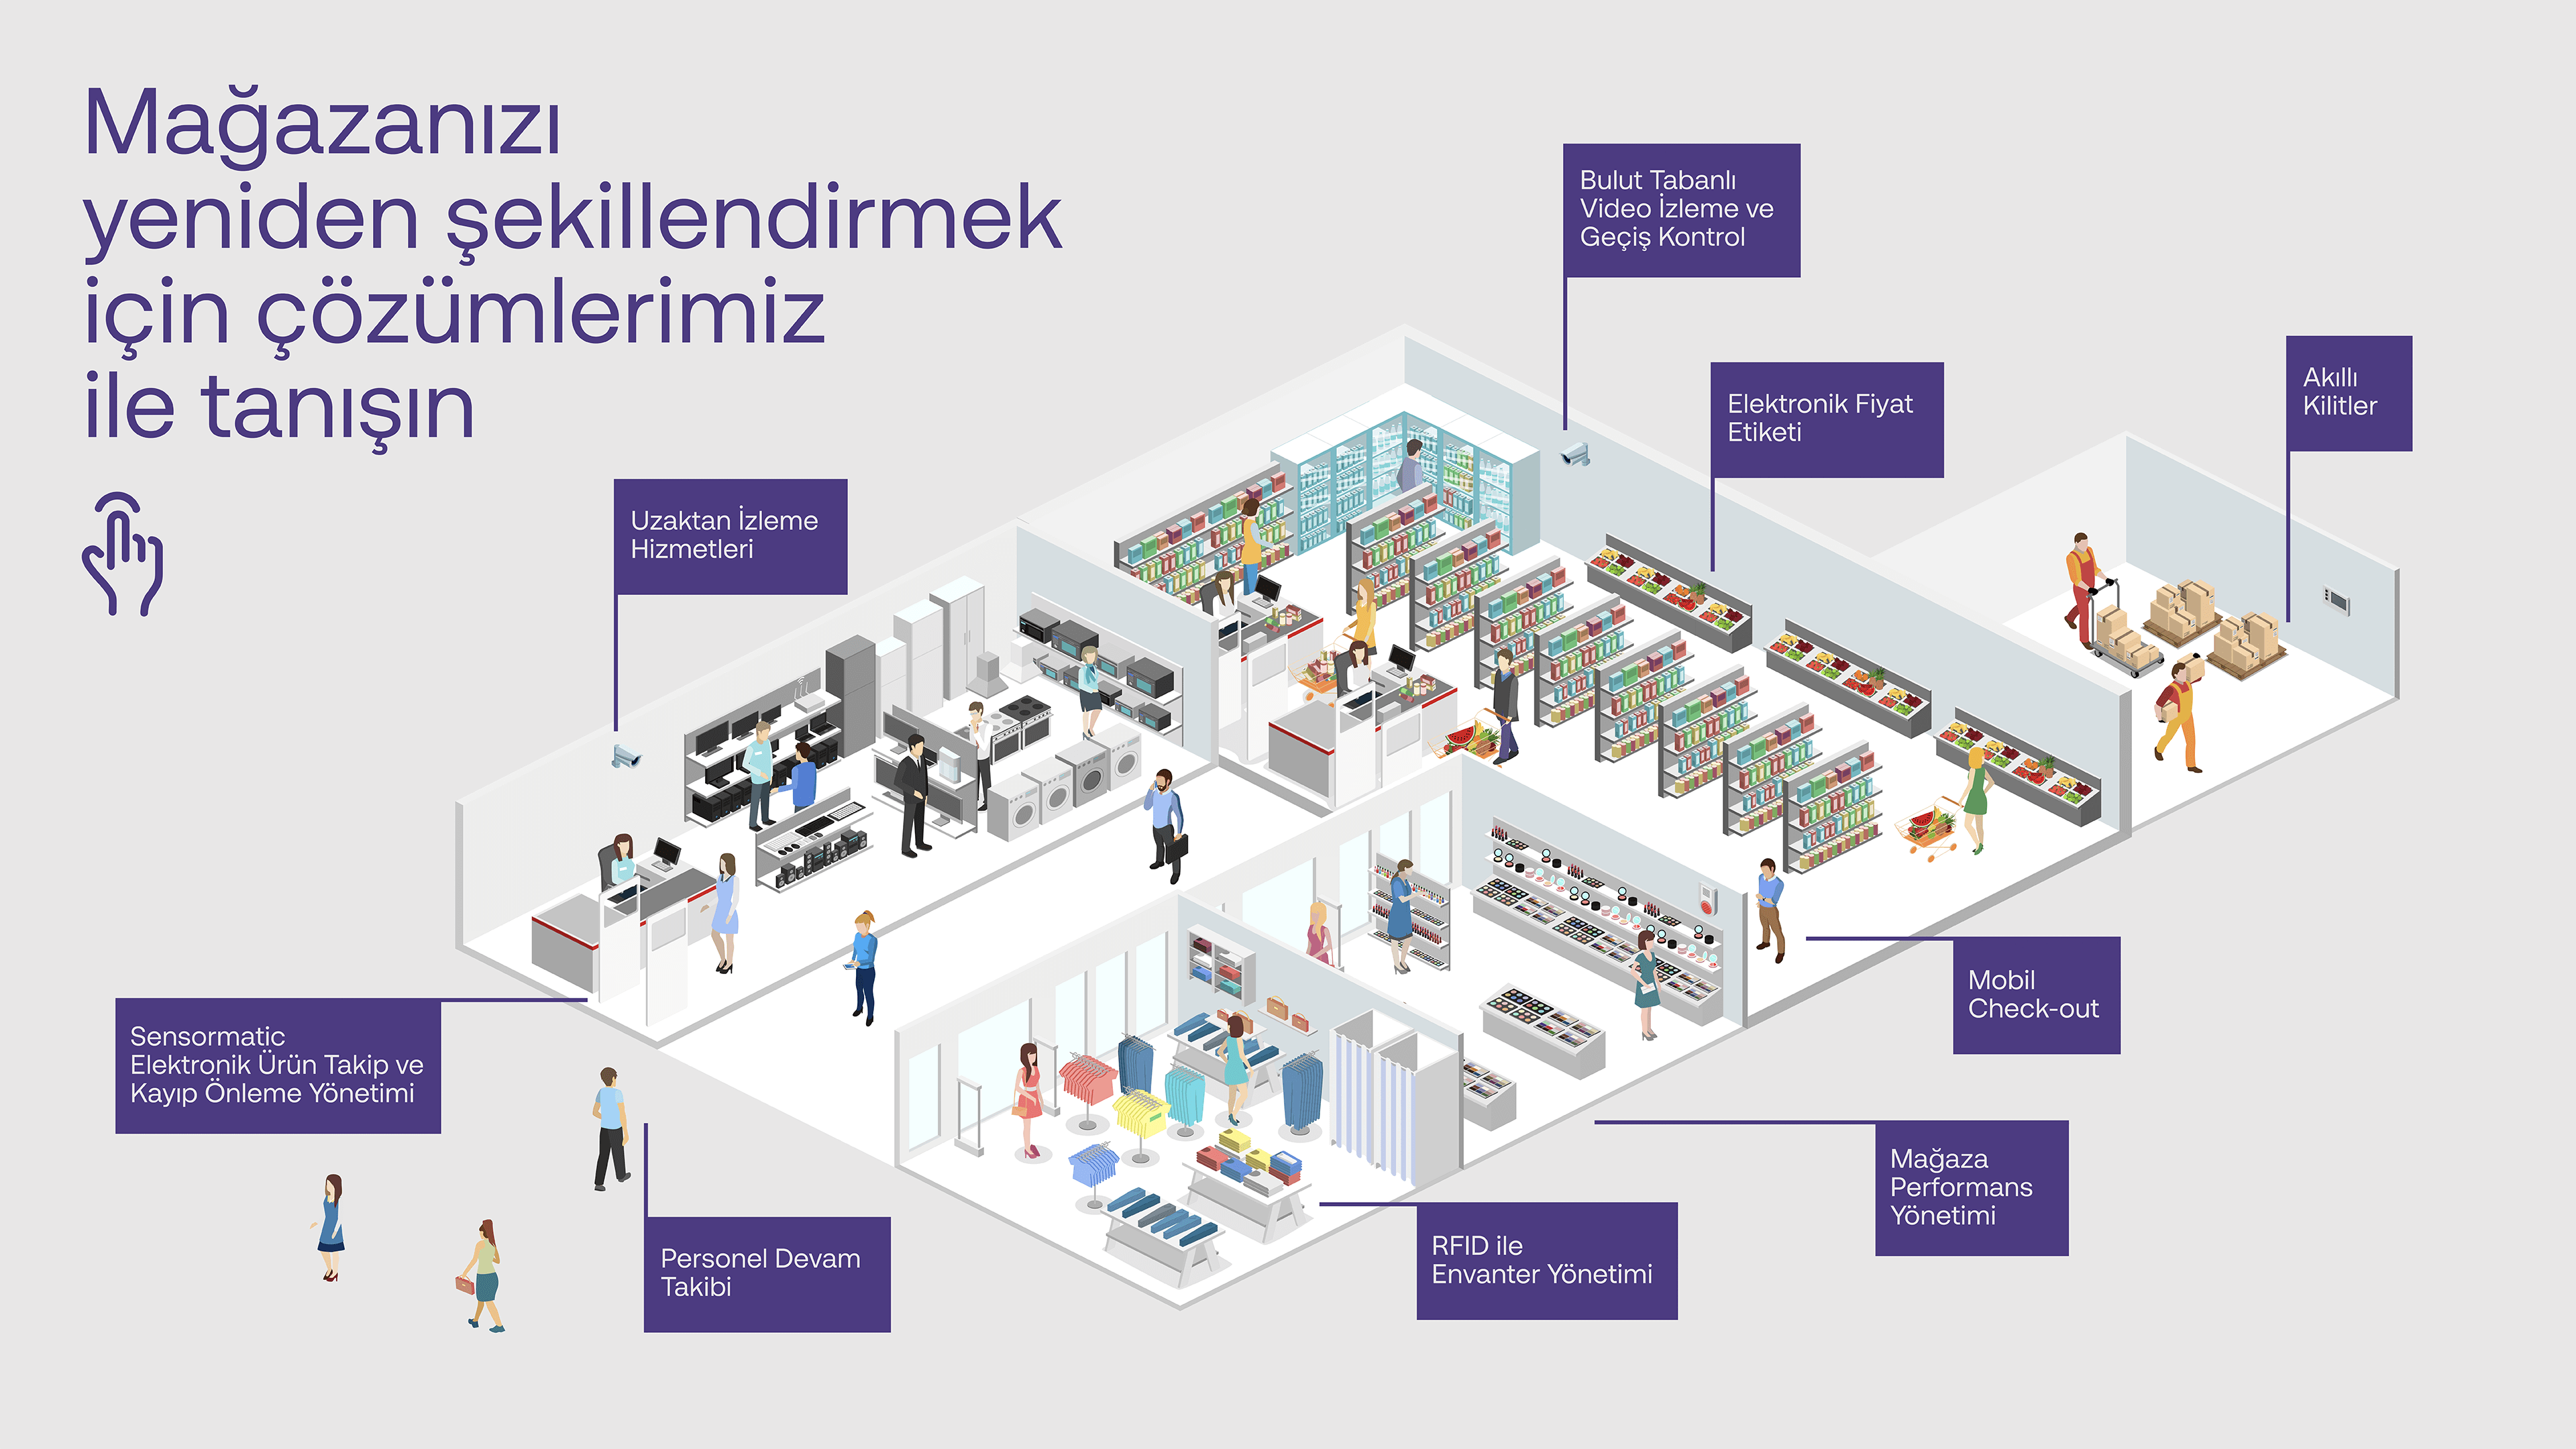 Mağazanızı
yeniden şekillendirmek
için çözümlerimiz
ile tanışın
Bulut Tabanlı
Video İzleme ve
Geçiş Kontrol
Elektronik Fiyat
Etiketi
Akıllı
Kilitler
Uzaktan İzleme
Hizmetleri
Sensormatic
Elektronik Ürün Takip ve
Kayıp Önleme Yönetimi
Personel Devam
Takibi
RFID ile
Envanter Yönetimi
Mağaza
Performans
Yönetimi
Mobil
Check-out